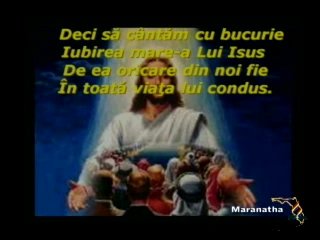 Deci să cântăm cu bucurie
Iubirea mare-a Lui Isus
De ea oricare din noi fie
În toată viaţa lui condus.
Maranatha